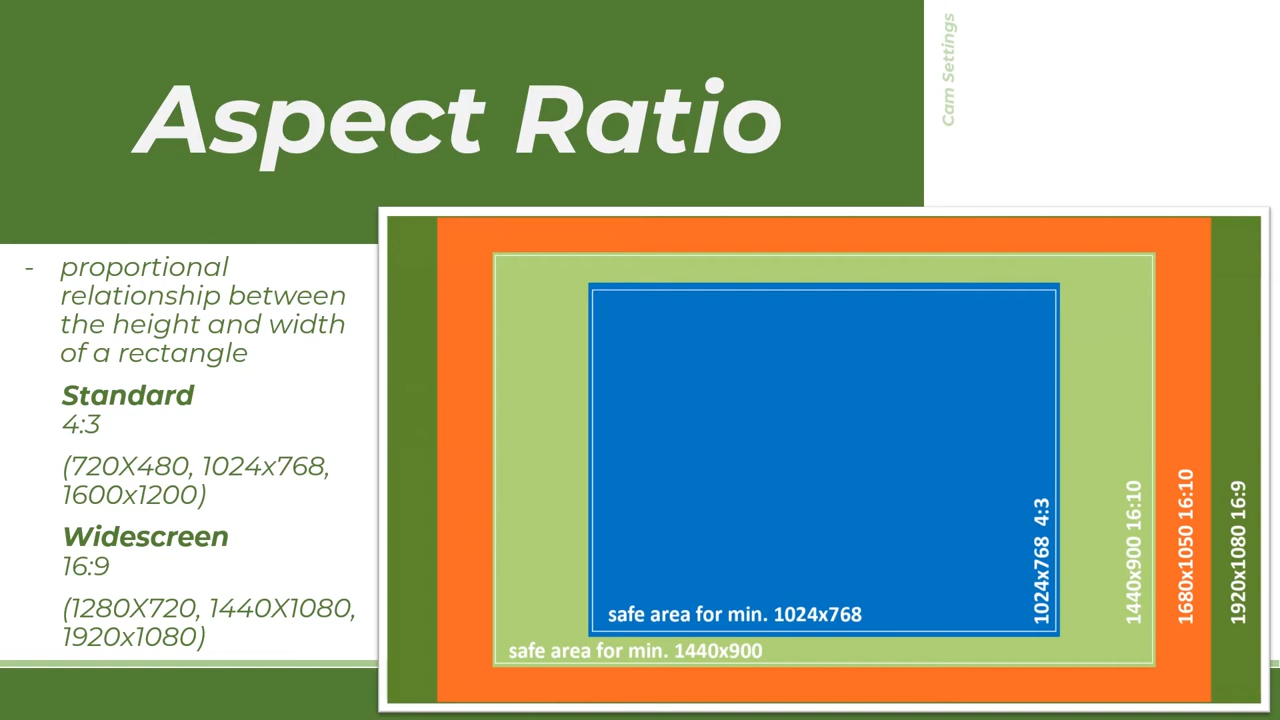 Aspect Ratio
Cam Settings
- proportional
relationship between
the height and width
of a rectangle
Standard
4:3
(720X480, 1024x768,
1600x1200)
Widescreen
16:9
(1280X720, 1440X1080,
1920x1080)
safe area for min. 1024x768
safe area for min. 1440x900
1024x768 4:3
1440x900 16:10
1680x1050 16:10
1920x1080 16:9